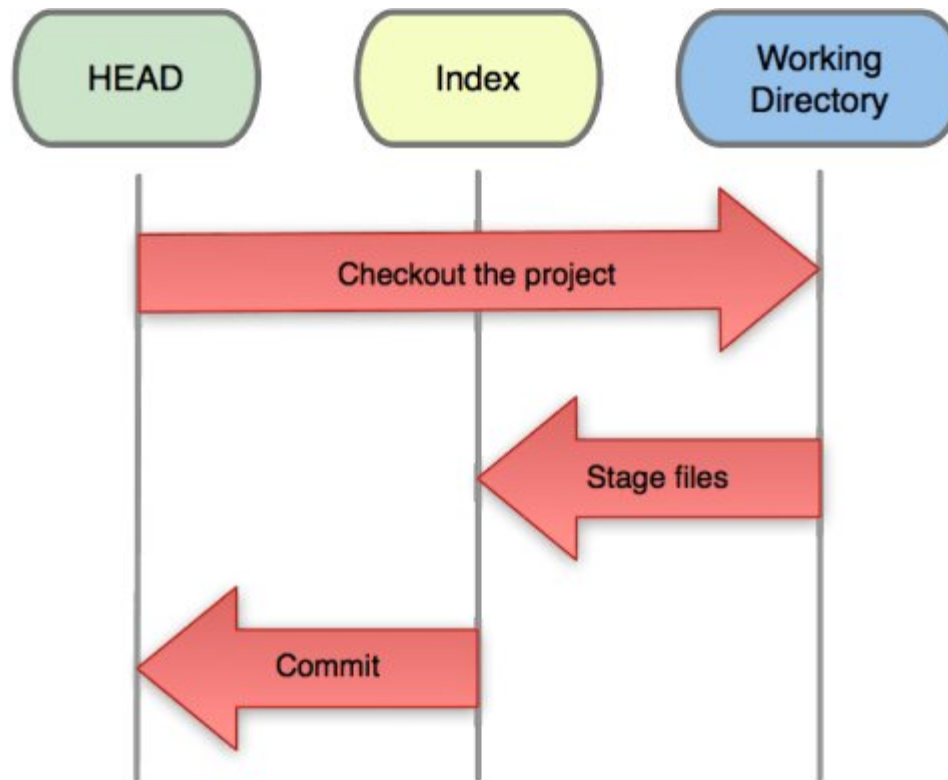 HEAD
Index
Working
Directory
Checkout the project
Stage files
Commit